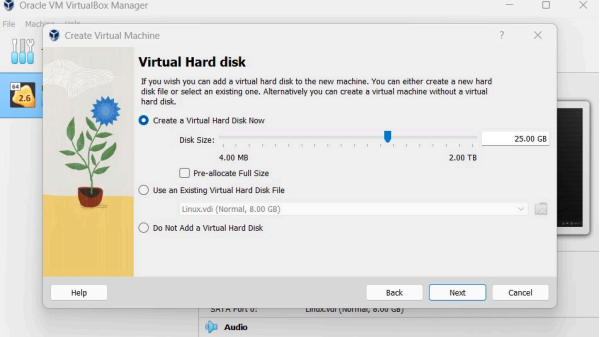 Oracle VM VirtualBox Manager
File Machine Help
Create Virtual Machine
Virtual Hard disk
If you wish you can add a virtual hard disk to the new machine. You can either create a new hard
disk file or select an existing one. Alternatively you can create a virtual machine without a virtual
hard disk.
Create a Virtual Hard Disk Now
Disk Size:
25.00 GB
4.00 MB
2.00 TB
Pre-allocate Full Size
Use an Existing Virtual Hard Disk File
Linux.vdi (Normal, 8.00 GB)
Do Not Add a Virtual Hard Disk
Help
Back
Next
Cancel
64
2.6
SATA Port 0:
Linux.vdi (Normal, 8.00 GB)
Audio